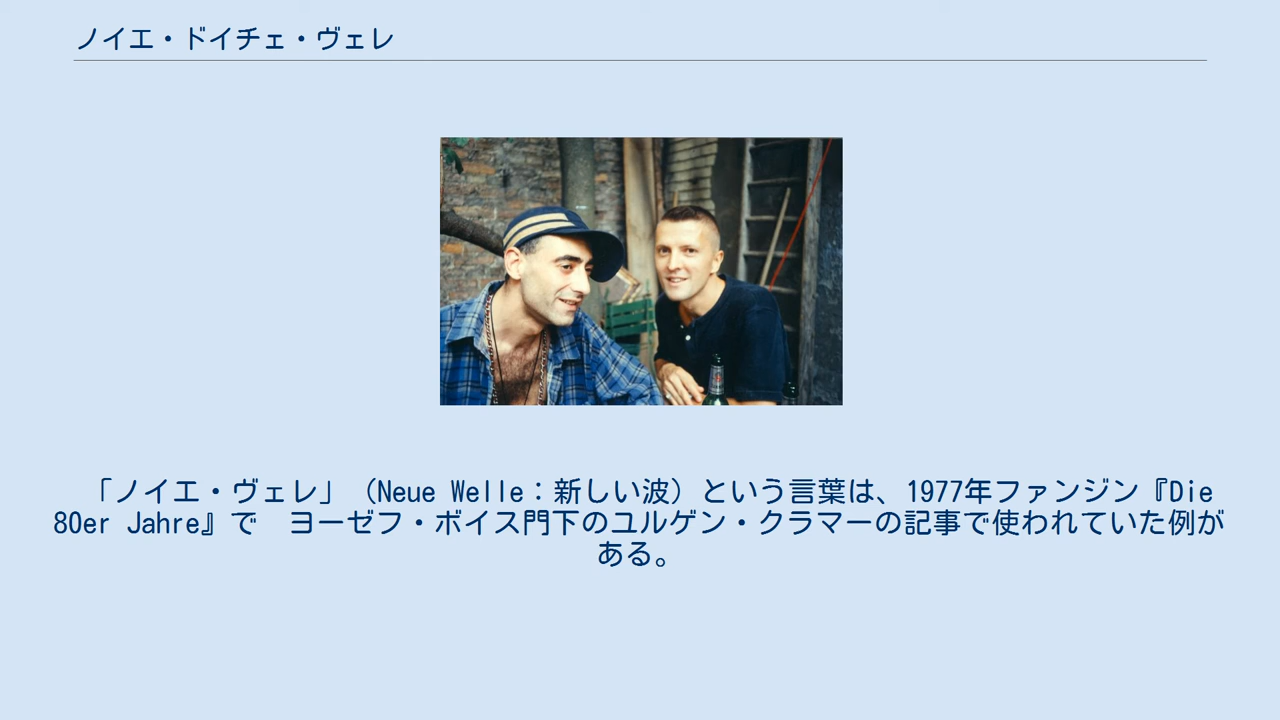 ノイエ・ドイチェ・ヴェレ
「ノイエ・ヴェレ」（Neue Welle：新しい波）という言葉は、1977年ファンジン『Die
80er Jahre』で　ヨーゼフ・ボイス門下のユルゲン・クラマーの記事で使われていた例が
ある。